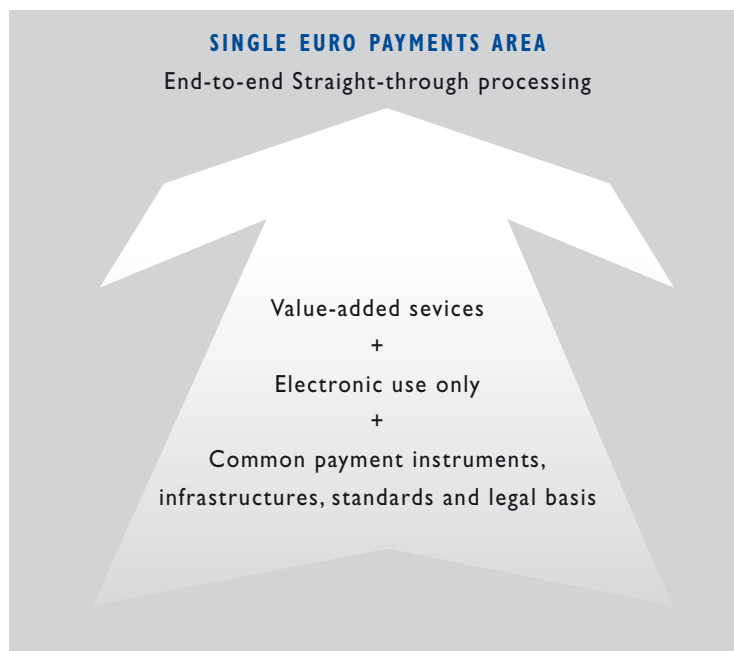 SINGLE EURO PAYMENTS AREA
End-to-end Straight-through processing
Value-added sevices
+
Electronic use only
+
Common payment instruments,
infrastructures, standards and legal basis